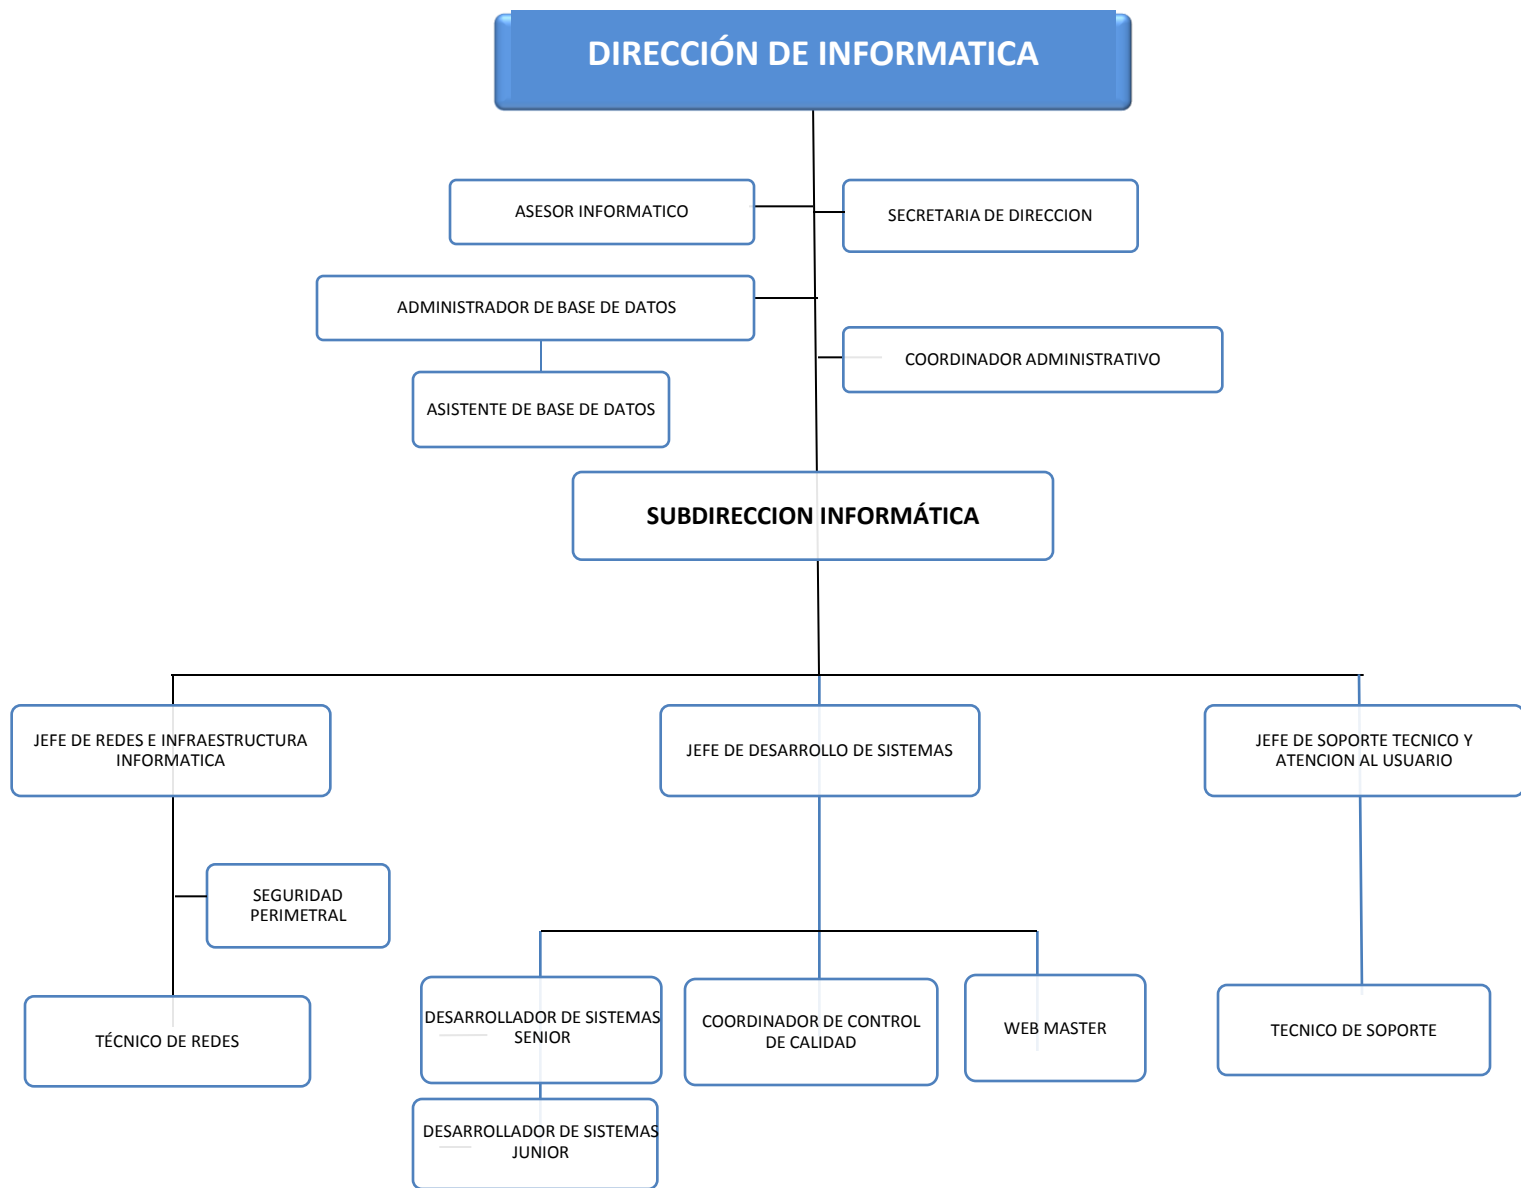 DIRECCIÓN DE INFORMATICA
ASESOR INFORMATICO
SECRETARIA DE DIRECCION
ADMINISTRADOR DE BASE DE DATOS
COORDINADOR ADMINISTRATIVO
ASISTENTE DE BASE DE DATOS
SUBDIRECCION INFORMÁTICA
JEFE DE REDES E INFRAESTRUCTURA
INFORMATICA
JEFE DE DESARROLLO DE SISTEMAS
JEFE DE SOPORTE TECNICO Y
ATENCION AL USUARIO
SEGURIDAD
PERIMETRAL
TÉCNICO DE REDES
DESARROLLADOR DE SISTEMAS
SENIOR
COORDINADOR DE CONTROL
DE CALIDAD
WEB MASTER
TECNICO DE SOPORTE
DESARROLLADOR DE SISTEMAS
JUNIOR